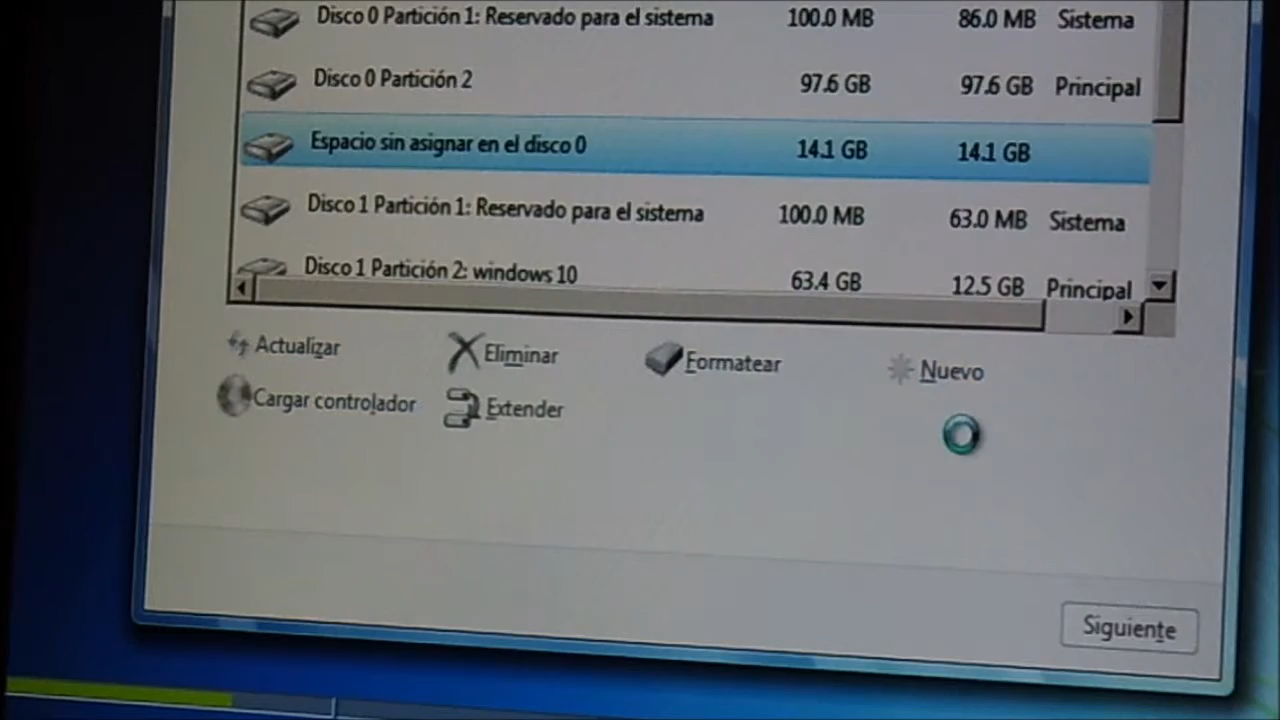 Disco 0 Partición 1: Reservado para el sistema 100.0 MB 86.0 MB Sistema
Disco 0 Partición 2 97.6 GB 97.6 GB Principal
Espacio sin asignar en el disco 0 14.1 GB 14.1 GB
Disco 1 Partición 1: Reservado para el sistema 100.0 MB 63.0 MB Sistema
Disco 1 Partición 2: windows 10 63.4 GB 12.5 GB Principal
Actualizar Eliminar Formatear Nuevo
Cargar controlador Extender
Siguiente